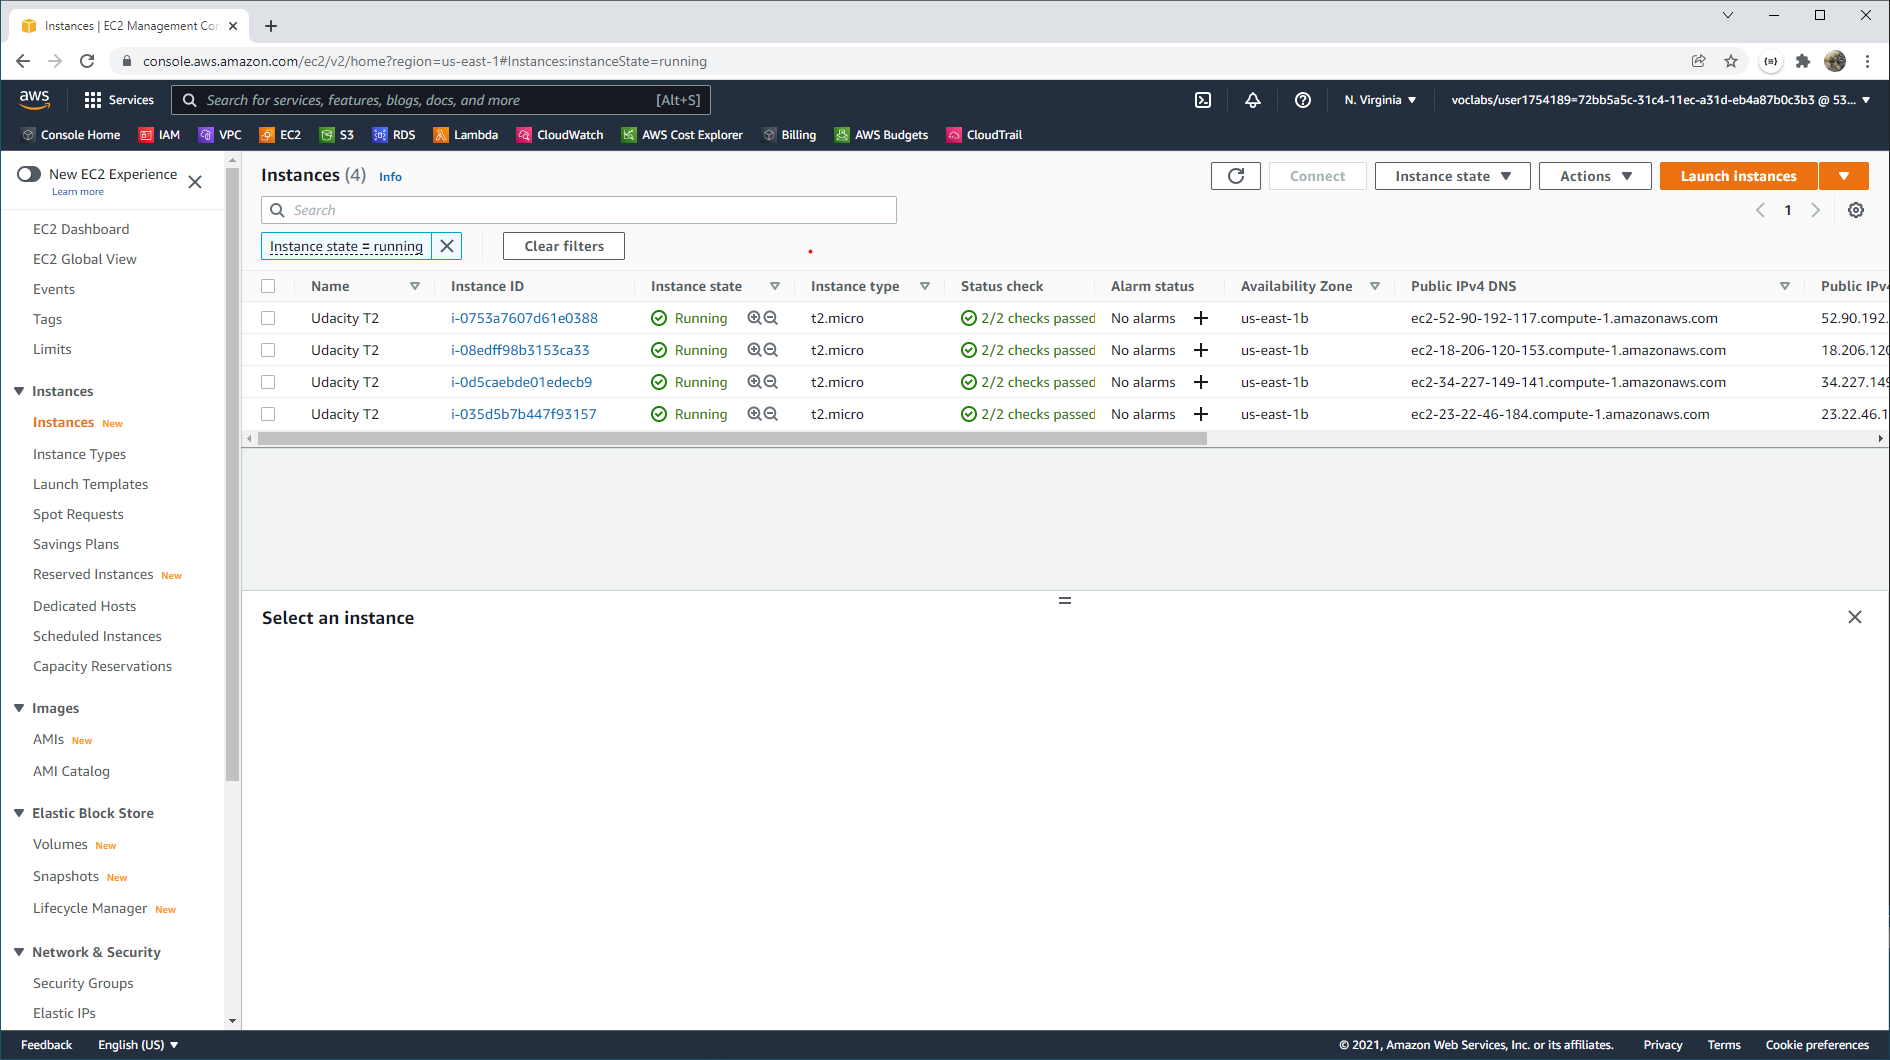 Instances | EC2 Management Con
console.aws.amazon.com/ec2/v2/home?region=us-east-1#Instances:instanceState=running
aws Services Search for services, features, blogs, docs, and more [Alt+S] N. Virginia voclabs/user1754189=72bb5a5c-31c4-11ec-a31d-eb4a87b0c3b3 @ 53...
Console Home IAM VPC EC2 S3 RDS Lambda CloudWatch AWS Cost Explorer Billing AWS Budgets CloudTrail
New EC2 Experience
Learn more
EC2 Dashboard
EC2 Global View
Events
Tags
Limits
Instances
Instances New
Instance Types
Launch Templates
Spot Requests
Savings Plans
Reserved Instances New
Dedicated Hosts
Scheduled Instances
Capacity Reservations
Images
AMIs New
AMI Catalog
Elastic Block Store
Volumes New
Snapshots New
Lifecycle Manager New
Network & Security
Security Groups
Elastic IPs
Instances (4) Info Connect Instance state Actions Launch instances
Search 1
Instance state = running Clear filters
Name Instance ID Instance state Instance type Status check Alarm status Availability Zone Public IPv4 DNS Public IPv4
Udacity T2 i-0753a7607d61e0388 Running t2.micro 2/2 checks passed No alarms + us-east-1b ec2-52-90-192-117.compute-1.amazonaws.com 52.90.192.
Udacity T2 i-08edff98b3153ca33 Running t2.micro 2/2 checks passed No alarms + us-east-1b ec2-18-206-120-153.compute-1.amazonaws.com 18.206.120
Udacity T2 i-0d5caebde01edecb9 Running t2.micro 2/2 checks passed No alarms + us-east-1b ec2-34-227-149-141.compute-1.amazonaws.com 34.227.149
Udacity T2 i-035d5b7b447f93157 Running t2.micro 2/2 checks passed No alarms + us-east-1b ec2-23-22-46-184.compute-1.amazonaws.com 23.22.46.1
Select an instance
Feedback English (US) © 2021, Amazon Web Services, Inc. or its affiliates. Privacy Terms Cookie preferences